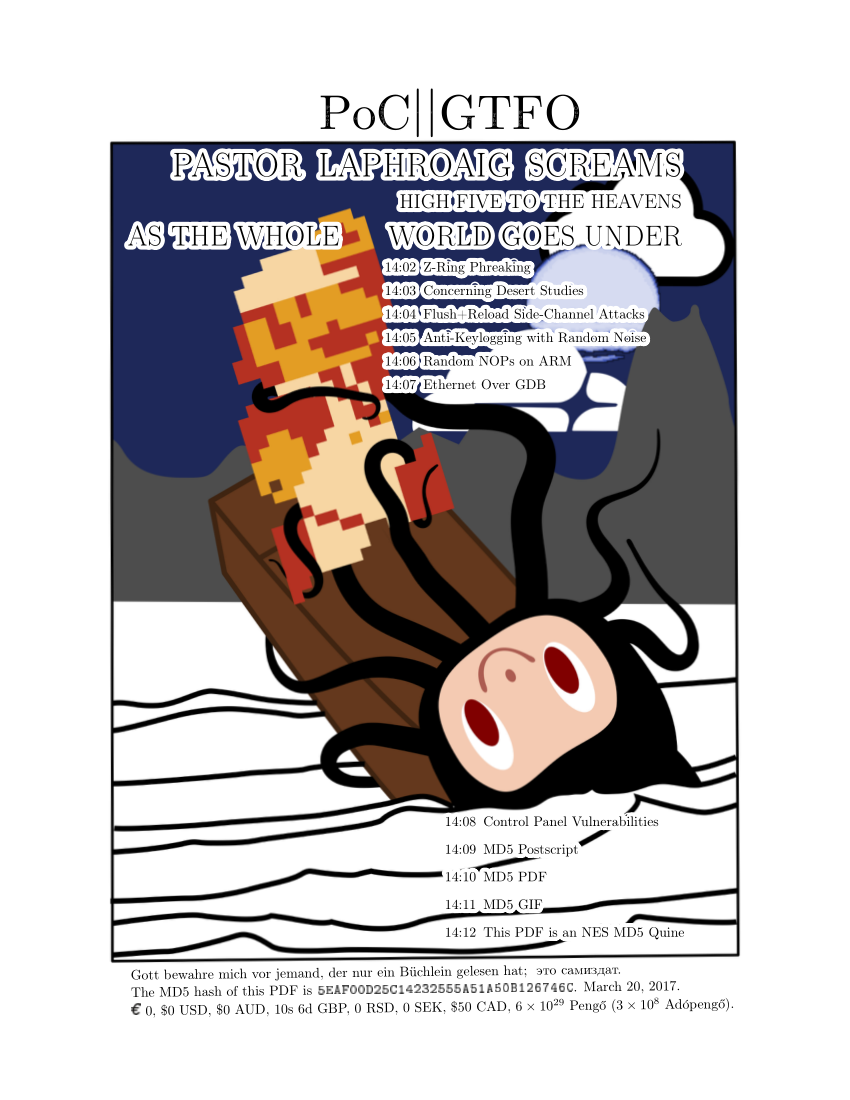 PoC||GTFO
PASTOR LAPHROAIG SCREAMS
HIGH FIVE TO THE HEAVENS
AS THE WHOLE WORLD GOES UNDER
14:02 Z-Ring Phreaking
14:03 Concerning Desert Studies
14:04 Flush+Reload Side-Channel Attacks
14:05 Anti-Keylogging with Random Noise
14:06 Random NOPs on ARM
14:07 Ethernet Over GDB
14:08 Control Panel Vulnerabilities
14:09 MD5 Postscript
14:10 MD5 PDF
14:11 MD5 GIF
14:12 This PDF is an NES MD5 Quine
Gott bewahre mich vor jemand, der nur ein Büchlein gelesen hat; это самиздат.
The MD5 hash of this PDF is 5EAF00D25C14232555A51A50B126746C. March 20, 2017.
€ 0, $0 USD, $0 AUD, 10s 6d GBP, 0 RSD, 0 SEK, $50 CAD, 6 × 10²⁹ Pengő (3 × 10⁸ Adópengő).